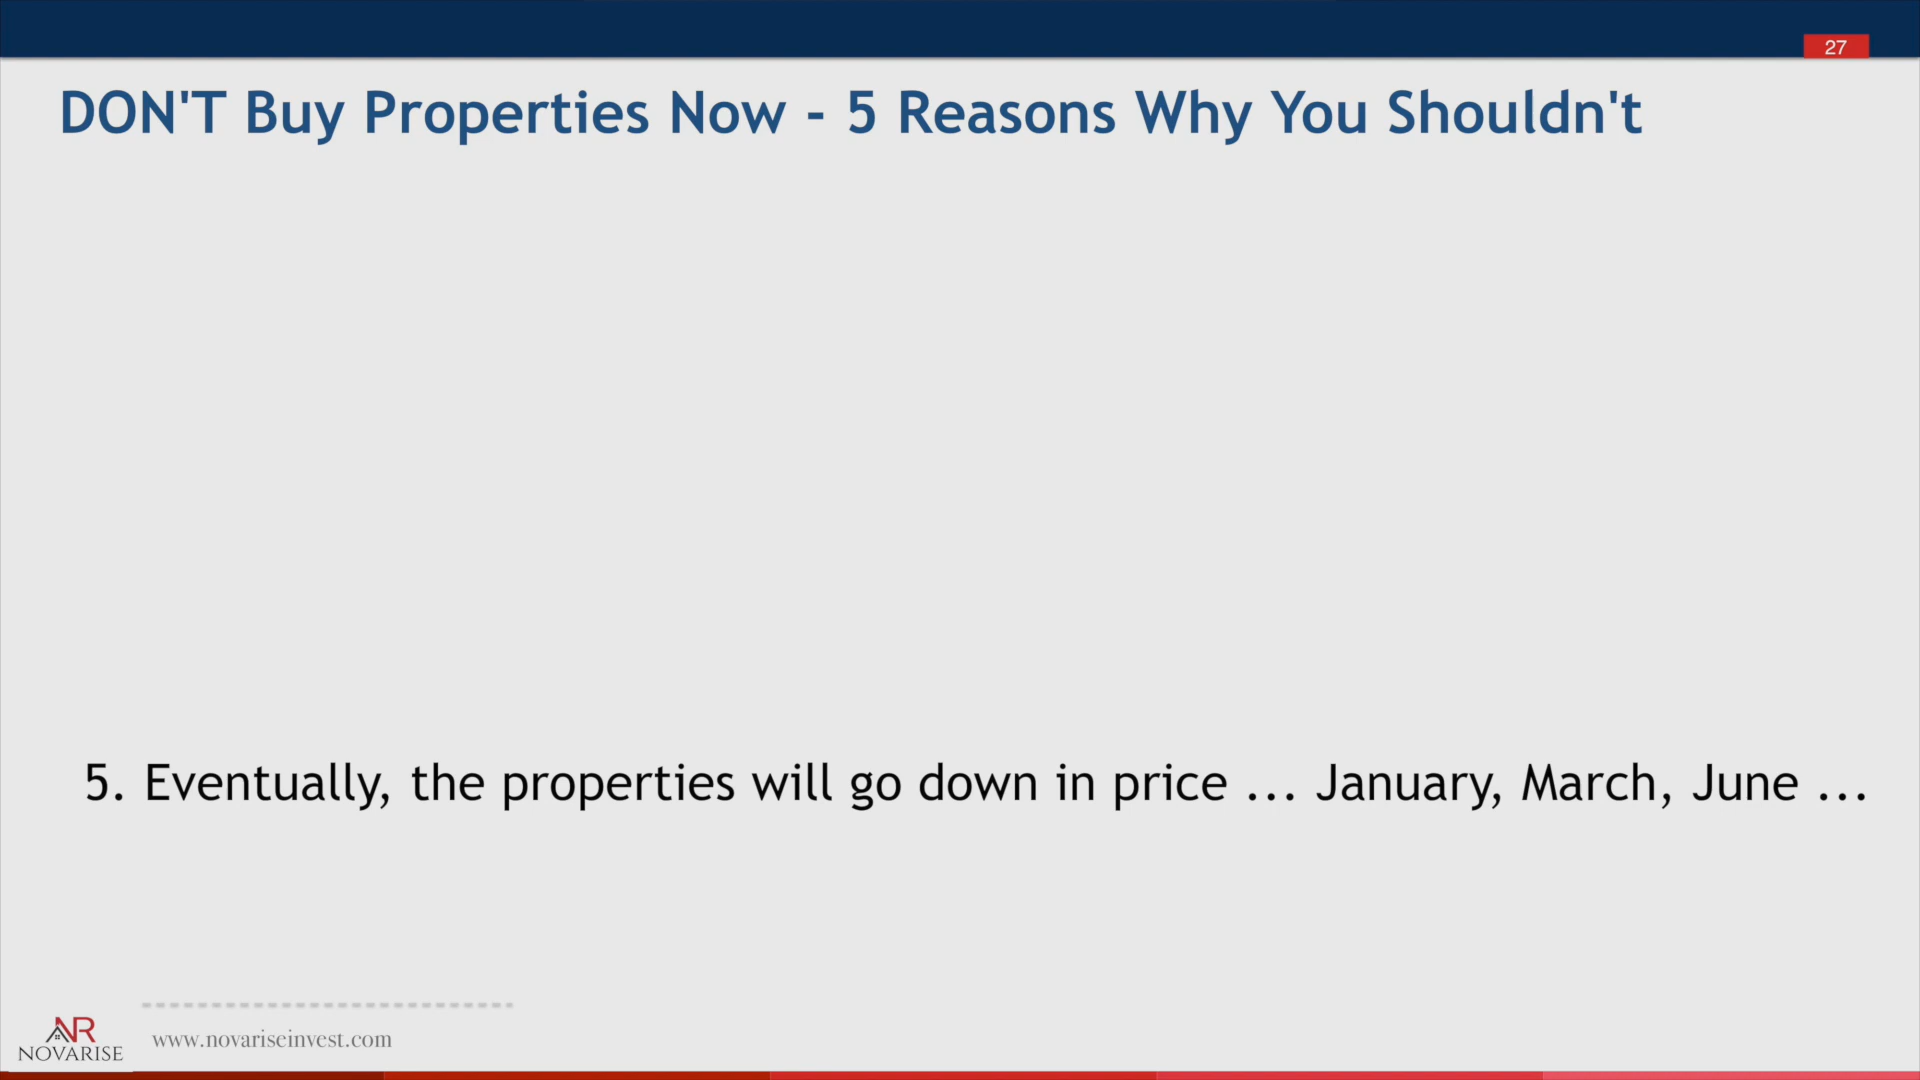 27
DON'T Buy Properties Now - 5 Reasons Why You Shouldn't
5. Eventually, the properties will go down in price ... January, March, June ...
NR
NOVARISE
www.novariseinvest.com